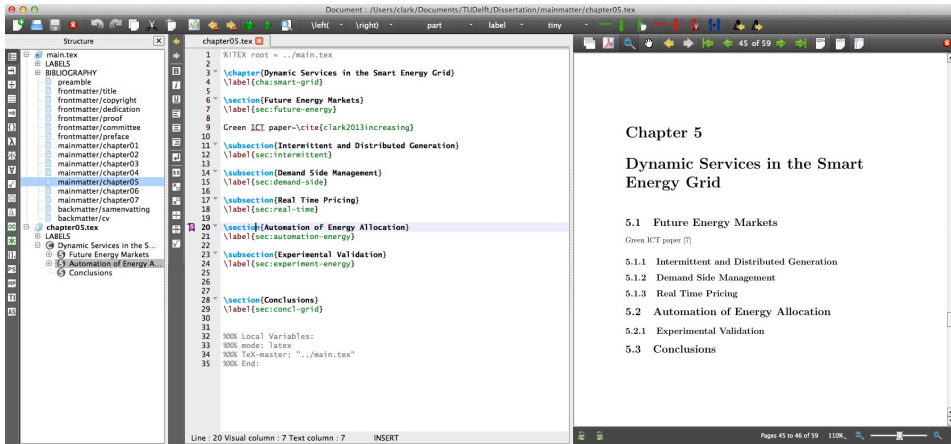 Document : /Users/clark/Documents/TUDelft/Dissertation/mainmatter/chapter05.tex
\left( \right) part label tiny
45 of 59
Structure
main.tex
LABELS
BIBLIOGRAPHY
preamble
frontmatter/title
frontmatter/copyright
frontmatter/dedication
frontmatter/proof
frontmatter/committee
frontmatter/preface
mainmatter/chapter01
mainmatter/chapter02
mainmatter/chapter03
mainmatter/chapter04
mainmatter/chapter05
mainmatter/chapter06
mainmatter/chapter07
backmatter/samenvatting
backmatter/cv
chapter05.tex
LABELS
Dynamic Services in the S...
Future Energy Markets
Automation of Energy A...
Conclusions
chapter05.tex
1 %!TEX root = ../main.tex
2
3 \chapter{Dynamic Services in the Smart Energy Grid}
4 \label{cha:smart-grid}
5
6 \section{Future Energy Markets}
7 \label{sec:future-energy}
8
9 Green ICT paper~\cite{clark2013increasing}
10
11 \subsection{Intermittent and Distributed Generation}
12 \label{sec:intermittent}
13
14 \subsection{Demand Side Management}
15 \label{sec:demand-side}
16
17 \subsection{Real Time Pricing}
18 \label{sec:real-time}
19
20 \section{Automation of Energy Allocation}
21 \label{sec:automation-energy}
22
23 \subsection{Experimental Validation}
24 \label{sec:experiment-energy}
25
26
27
28 \section{Conclusions}
29 \label{sec:concl-grid}
30
31
32 %%% Local Variables:
33 %%% mode: latex
34 %%% TeX-master: "../main.tex"
35 %%% End:
Line : 20 Visual column : 7 Text column : 7 INSERT
Chapter 5
Dynamic Services in the Smart
Energy Grid
5.1 Future Energy Markets
Green ICT paper [7]
5.1.1 Intermittent and Distributed Generation
5.1.2 Demand Side Management
5.1.3 Real Time Pricing
5.2 Automation of Energy Allocation
5.2.1 Experimental Validation
5.3 Conclusions
Pages 45 to 46 of 59 110%